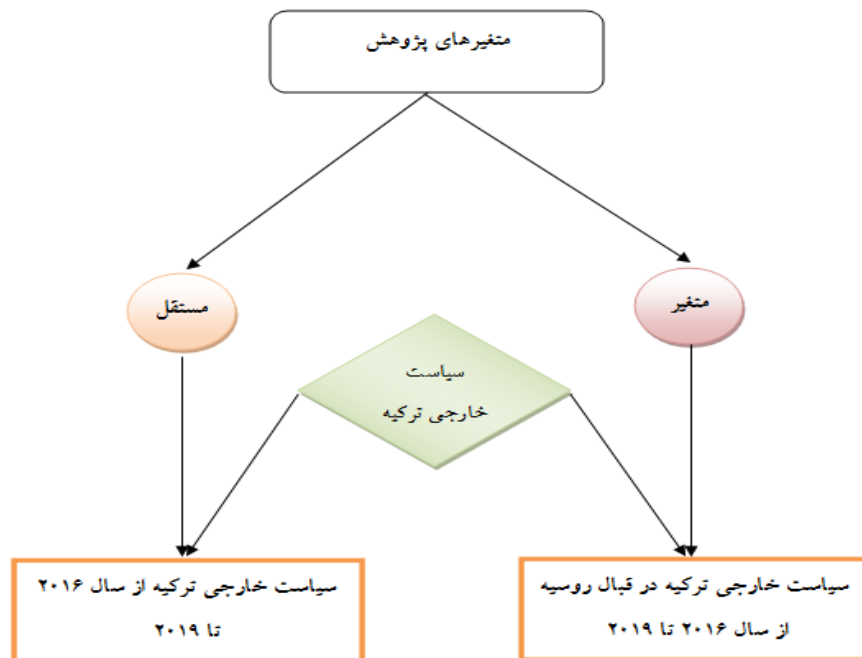 متغیرهای پژوهش
متغیر
مستقل
سیاست
خارجی ترکیه
سیاست خارجی ترکیه در قبال روسیه
از سال ۲۰۱۶ تا ۲۰۱۹
سیاست خارجی ترکیه از سال ۲۰۱۶
تا ۲۰۱۹